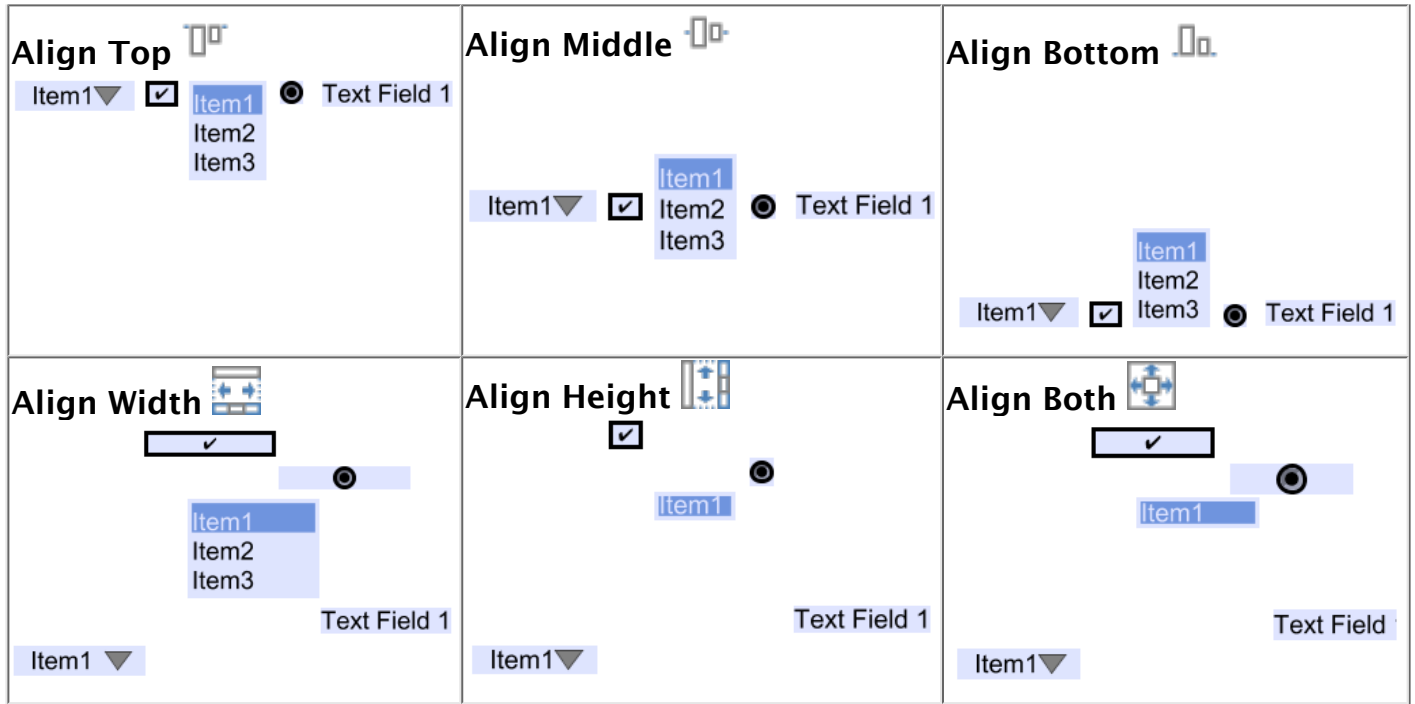 Align Top
Item1 Item1 Text Field 1
Item2
Item3
Align Middle
Item1
Item1 Item2 Text Field 1
Item3
Align Bottom
Item1
Item2
Item1 Item3 Text Field 1
Align Width
Item1
Item2
Item3
Text Field 1
Item1
Align Height
Item1
Text Field 1
Item1
Align Both
Item1
Text Field
Item1